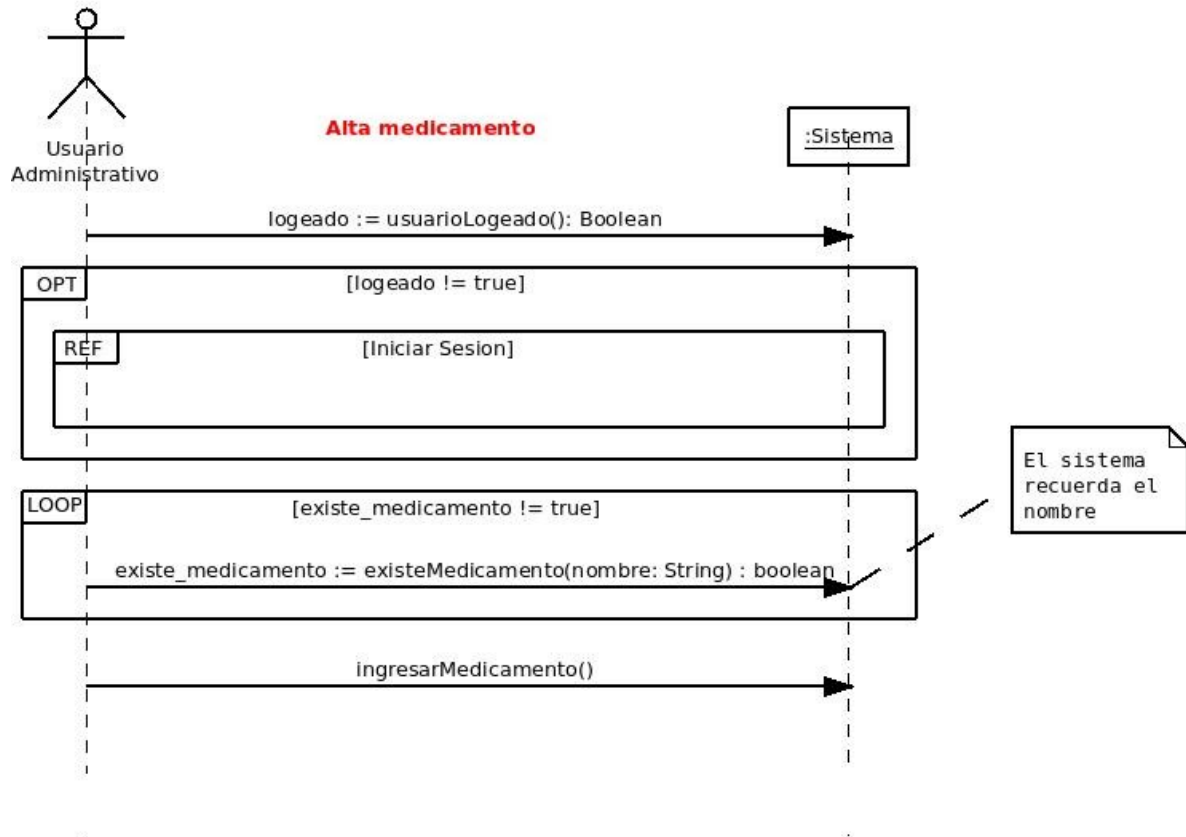 Alta medicamento
:Sistema
Usuario
Administrativo
logeado := usuarioLogeado(): Boolean
OPT
[logeado != true]
REF
[Iniciar Sesion]
El sistema
recuerda el
nombre
LOOP
[existe_medicamento != true]
existe_medicamento := existeMedicamento(nombre: String) : boolean
ingresarMedicamento()